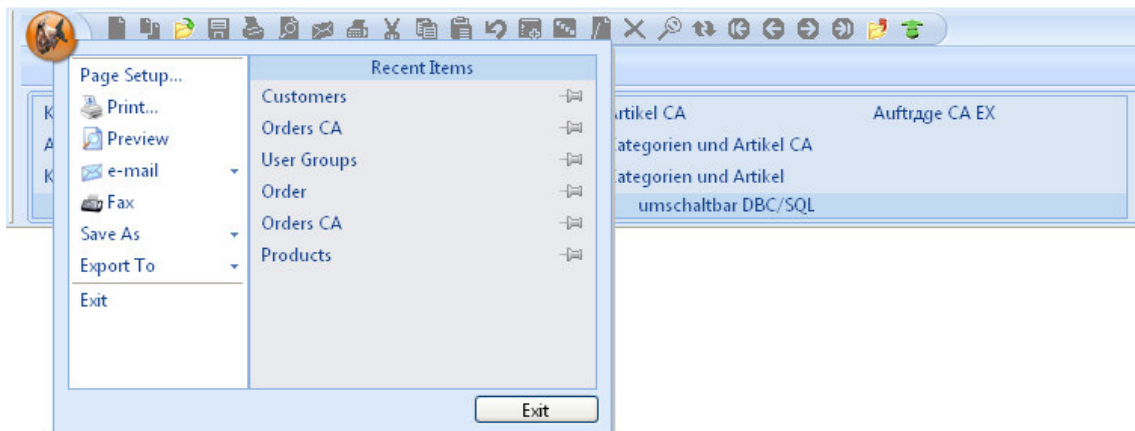 Page Setup...
Print...
Preview
e-mail
Fax
Save As
Export To
Exit
Recent Items
Customers
Orders CA
User Groups
Order
Orders CA
Products
Exit
K
A
K
rtikel CA
Auftrдge CA EX
ategorien und Artikel CA
ategorien und Artikel
umschaltbar DBC/SQL